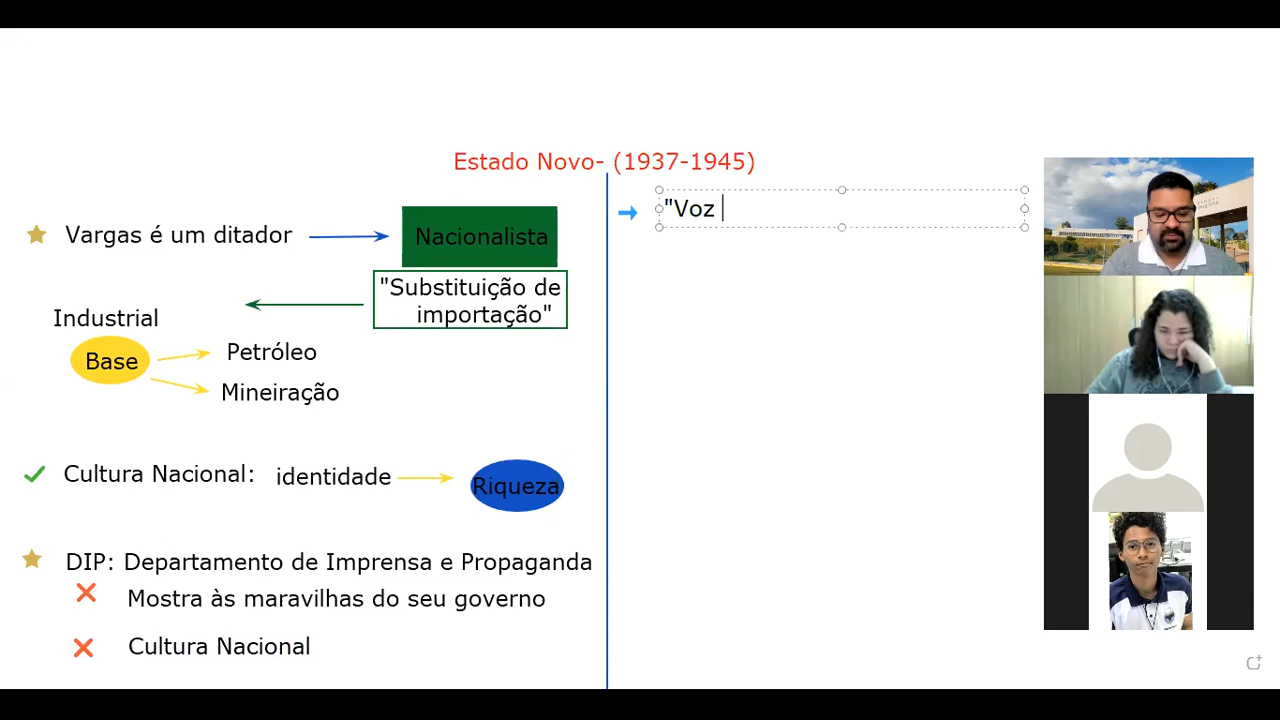 Estado Novo- (1937-1945)
Vargas é um ditador
Nacionalista
"Substituição de
importação"
Industrial
Base
Petróleo
Mineiração
Cultura Nacional:
identidade
Riqueza
DIP: Departamento de Imprensa e Propaganda
Mostra às maravilhas do seu governo
Cultura Nacional
"Voz